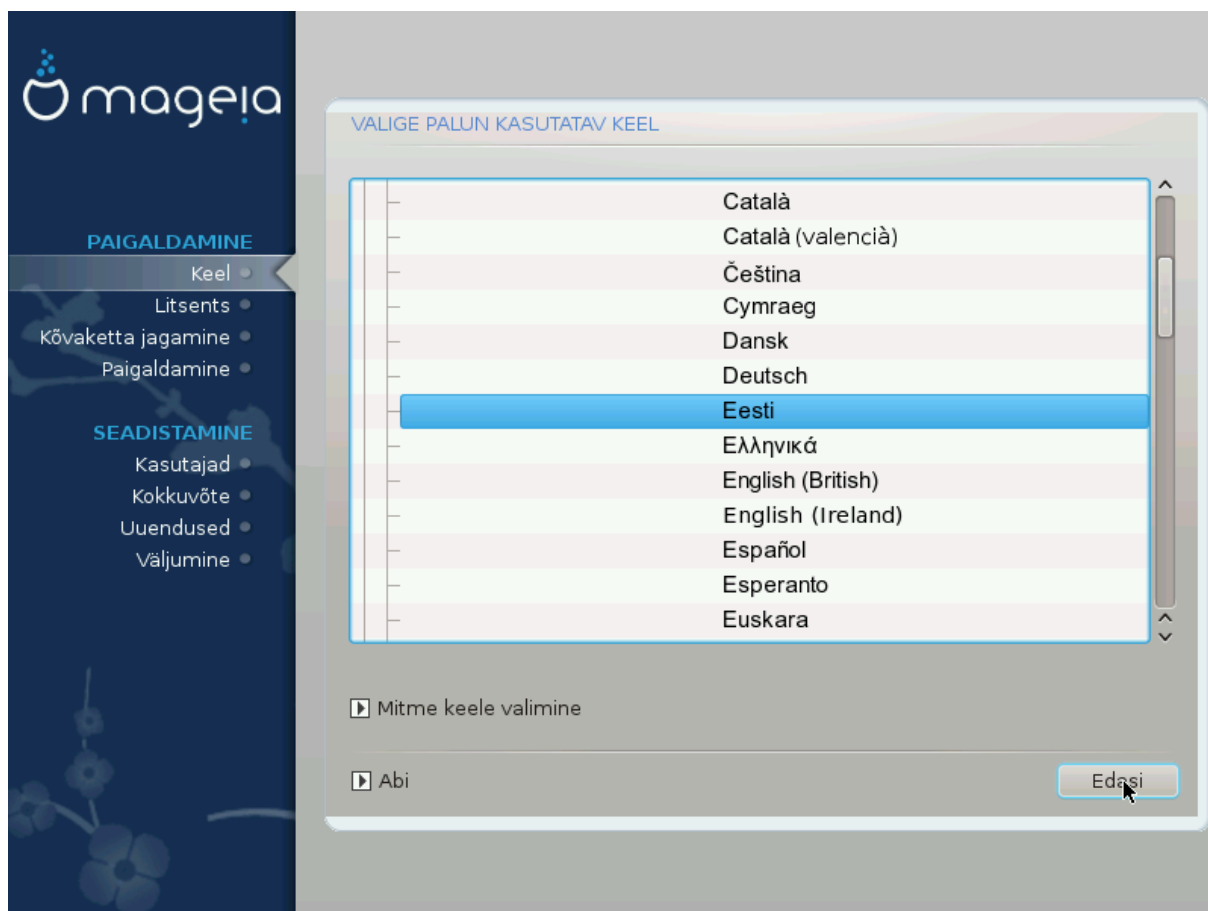 mageia
PAIGALDAMINE
Keel
Litsents
Kõvaketta jagamine
Paigaldamine
SEADISTAMINE
Kasutajad
Kokkuvõte
Uuendused
Väljumine
VALIGE PALUN KASUTATAV KEEL
Català
Català (valencià)
Čeština
Cymraeg
Dansk
Deutsch
Eesti
Ελληνικά
English (British)
English (Ireland)
Español
Esperanto
Euskara
Mitme keele valimine
Abi
Edasi